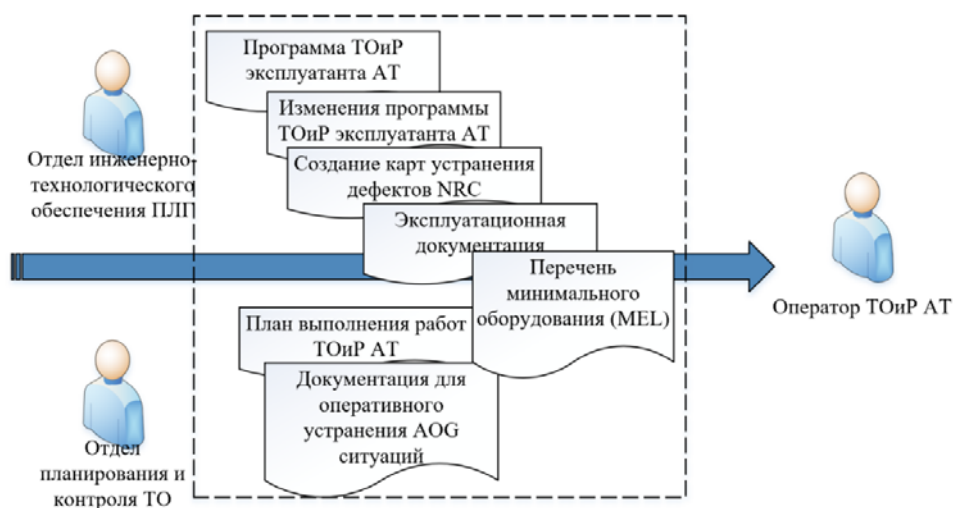 Программа ТОиР
эксплуатанта АТ
Изменения программы
ТОиР эксплуатанта АТ
Создание карт устранения
дефектов NRC
Эксплуатационная
документация
Перечень
минимального
оборудования (MEL)
План выполнения работ
ТОиР АТ
Документация для
оперативного
устранения AOG
ситуаций
Отдел инженерно-
технологического
обеспечения ПЛГ
Отдел
планирования и
контроля ТО
Оператор ТОиР АТ